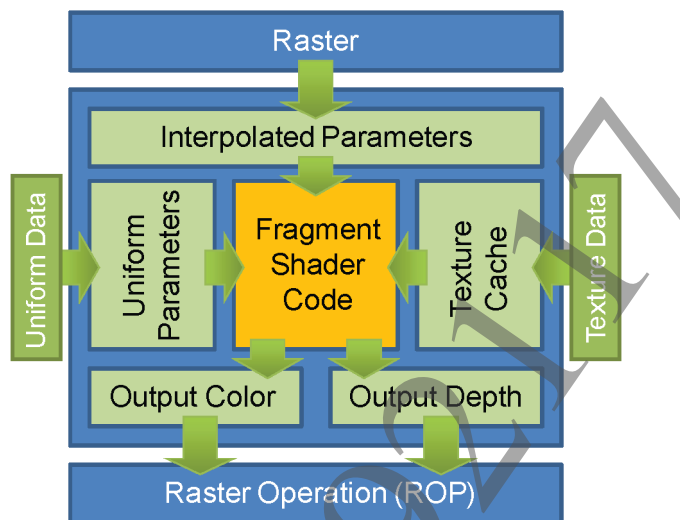 Raster
Interpolated Parameters
Uniform Data
Uniform
Parameters
Fragment
Shader
Code
Texture
Cache
Texture Data
Output Color
Output Depth
Raster Operation (ROP)